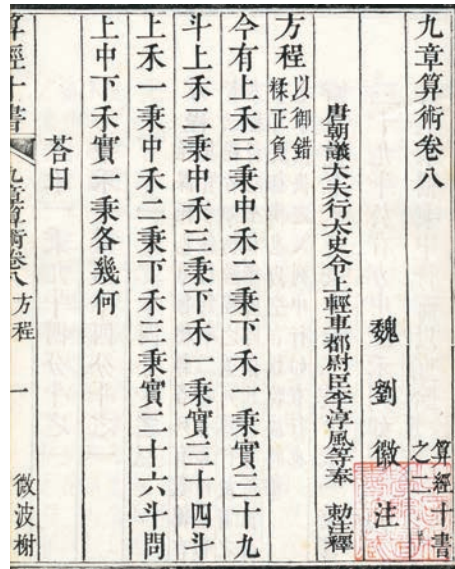 九章算術卷八
算經十書
之二
魏劉徽注
唐朝議大夫行太史令上輕車都尉臣李淳風等奉 勅注釋
方程
以御錯
糅正負
今有上禾三秉中禾二秉下禾一秉實三十九
斗上禾二秉中禾三秉下禾一秉實三十四斗
上禾一秉中禾二秉下禾三秉實二十六斗問
上中下禾實一秉各幾何
荅曰
算經十書 九章算術卷八 方程 一 微波榭